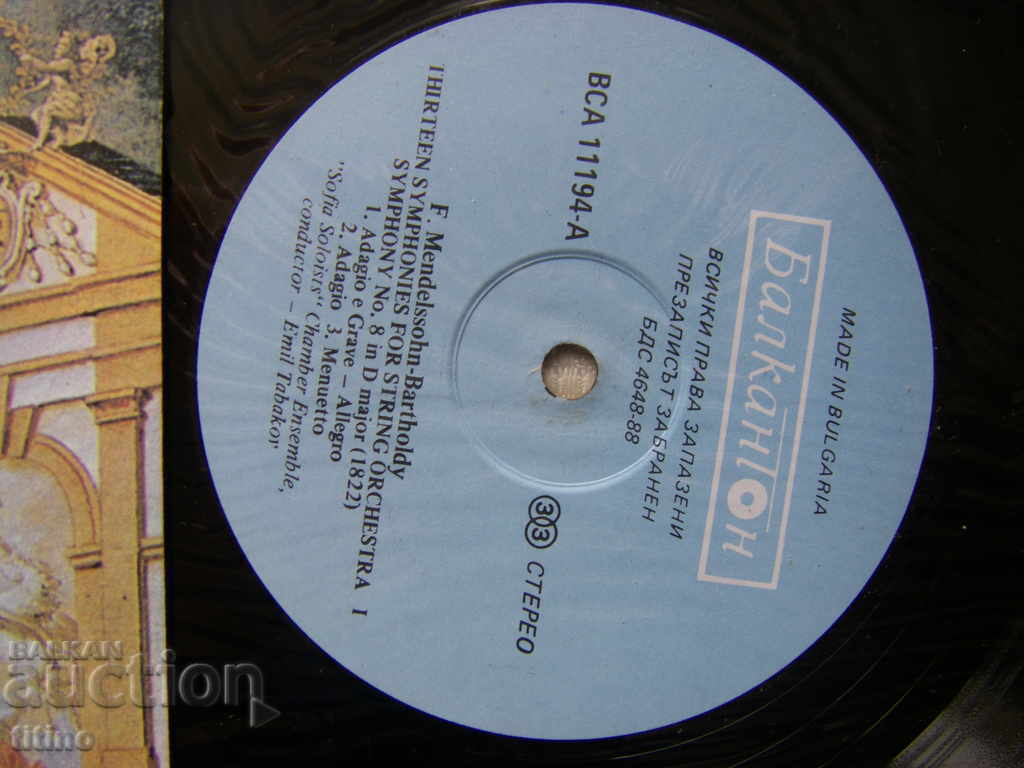 MADE IN BULGARIA
Балкантон
ВСИЧКИ ПРАВА ЗАПАЗЕНИ
ПРЕЗАПИСЪТ ЗАБРАНЕН
БДС 4648-88
ВСА 11194-А
33 СТЕРЕО
F. Mendelssohn-Bartholdy
THIRTEEN SYMPHONIES FOR STRING ORCHESTRA I
SYMPHONY No. 8 in D major (1822)
1. Adagio e Grave – Allegro
2. Adagio 3. Menuetto
"Sofia Soloists" Chamber Ensemble,
conductor – Emil Tabakov
BALKAN
auction
titino